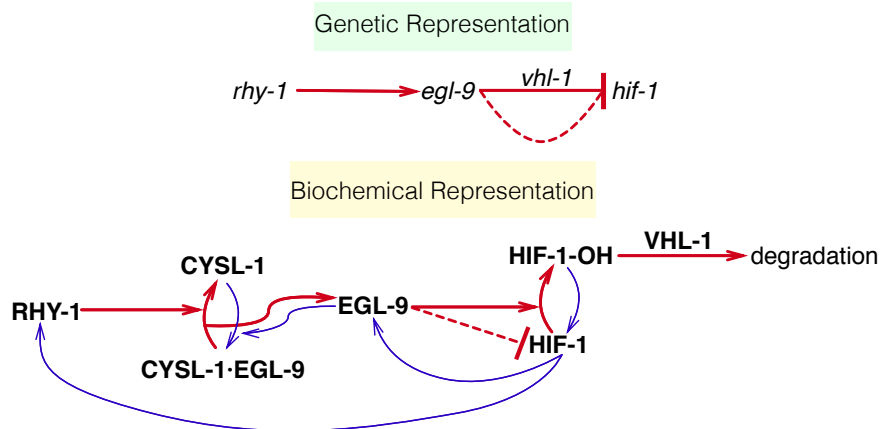 Genetic Representation
rhy-1 egl-9 vhl-1 hif-1
Biochemical Representation
CYSL-1 HIF-1-OH VHL-1 degradation
RHY-1 EGL-9
CYSL-1·EGL-9 HIF-1